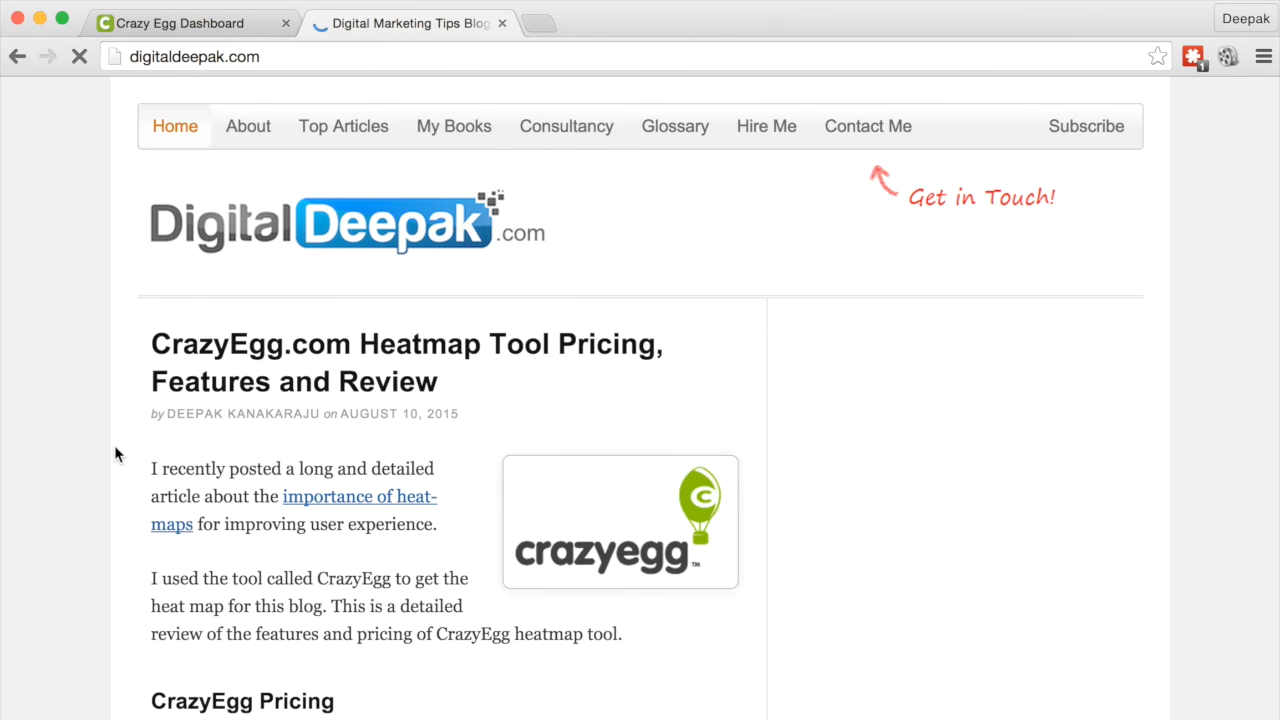 Crazy Egg Dashboard
Digital Marketing Tips Blog
Deepak
digitaldeepak.com
1
Home About Top Articles My Books Consultancy Glossary Hire Me Contact Me Subscribe
Get in Touch!
DigitalDeepak.com
CrazyEgg.com Heatmap Tool Pricing,
Features and Review
by DEEPAK KANAKARAJU on AUGUST 10, 2015
I recently posted a long and detailed
article about the importance of heat-
maps for improving user experience.
crazyegg™
I used the tool called CrazyEgg to get the
heat map for this blog. This is a detailed
review of the features and pricing of CrazyEgg heatmap tool.
CrazyEgg Pricing